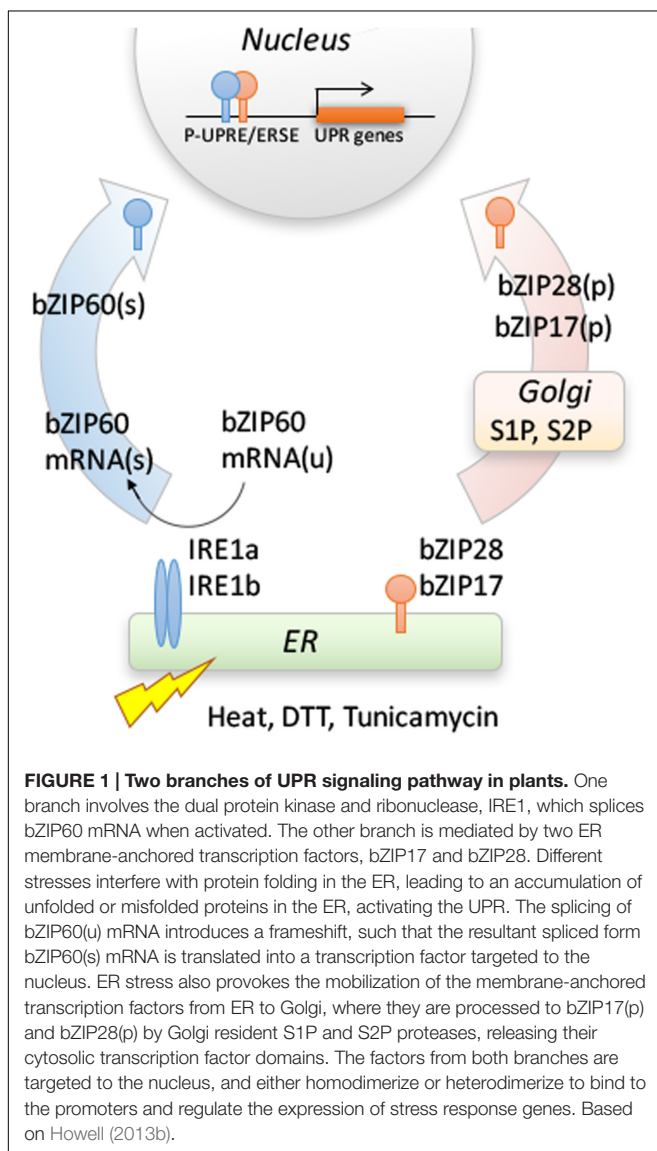 Nucleus
P-UPRE/ERSE UPR genes
bZIP60(s)
bZIP28(p)
bZIP17(p)
Golgi
S1P, S2P
bZIP60
mRNA(s)
bZIP60
mRNA(u)
IRE1a
IRE1b
bZIP28
bZIP17
ER
Heat, DTT, Tunicamycin
FIGURE 1 | Two branches of UPR signaling pathway in plants. One
branch involves the dual protein kinase and ribonuclease, IRE1, which splices
bZIP60 mRNA when activated. The other branch is mediated by two ER
membrane-anchored transcription factors, bZIP17 and bZIP28. Different
stresses interfere with protein folding in the ER, leading to an accumulation of
unfolded or misfolded proteins in the ER, activating the UPR. The splicing of
bZIP60(u) mRNA introduces a frameshift, such that the resultant spliced form
bZIP60(s) mRNA is translated into a transcription factor targeted to the
nucleus. ER stress also provokes the mobilization of the membrane-anchored
transcription factors from ER to Golgi, where they are processed to bZIP17(p)
and bZIP28(p) by Golgi resident S1P and S2P proteases, releasing their
cytosolic transcription factor domains. The factors from both branches are
targeted to the nucleus, and either homodimerize or heterodimerize to bind to
the promoters and regulate the expression of stress response genes. Based
on Howell (2013b).